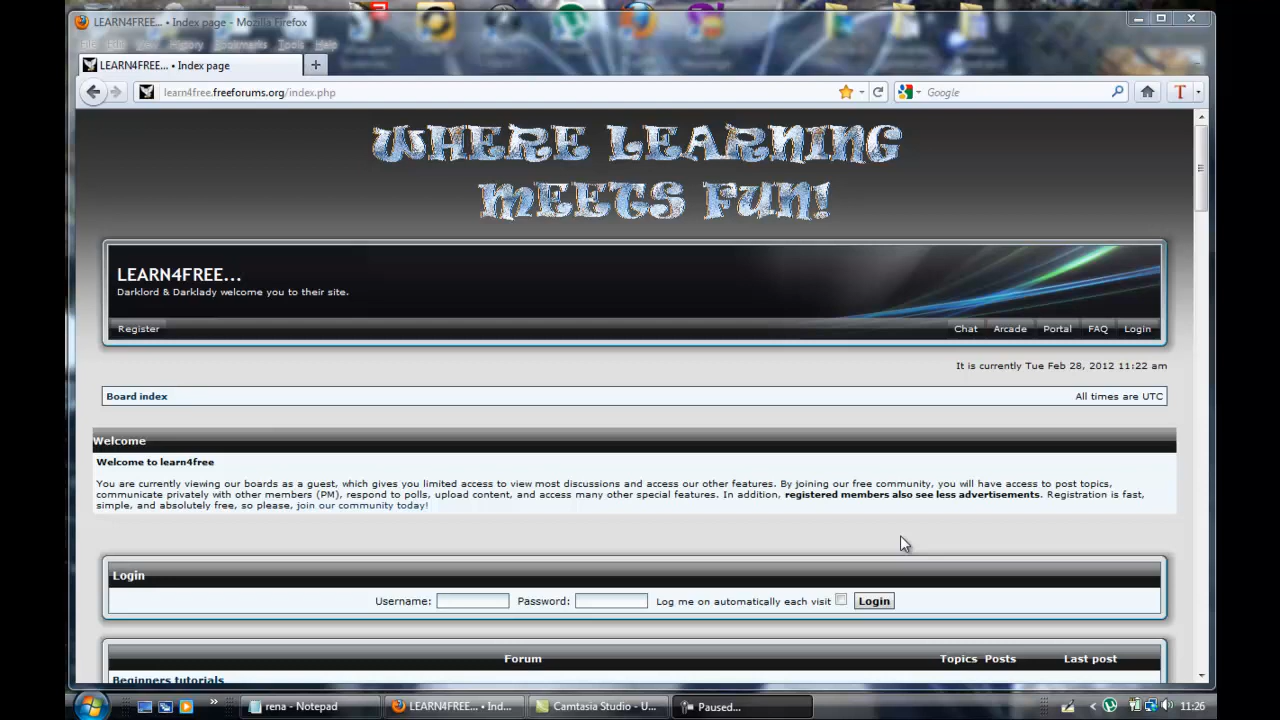 LEARN4FREE... • Index page - Mozilla Firefox
File Edit View History Bookmarks Tools Help
LEARN4FREE... • Index page
learn4free.freeforums.org/index.php
Google
WHERE LEARNING
MEETS FUN!
LEARN4FREE...
Darklord & Darklady welcome you to their site.
Register Chat Arcade Portal FAQ Login
It is currently Tue Feb 28, 2012 11:22 am
Board index All times are UTC
Welcome
Welcome to learn4free
You are currently viewing our boards as a guest, which gives you limited access to view most discussions and access our other features. By joining our free community, you will have access to post topics,
communicate privately with other members (PM), respond to polls, upload content, and access many other special features. In addition, registered members also see less advertisements. Registration is fast,
simple, and absolutely free, so please, join our community today!
Login
Username: Password: Log me on automatically each visit Login
Forum Topics Posts Last post
Beginners tutorials
rena - Notepad LEARN4FREE... • Ind... Camtasia Studio - U... Paused... 11:26